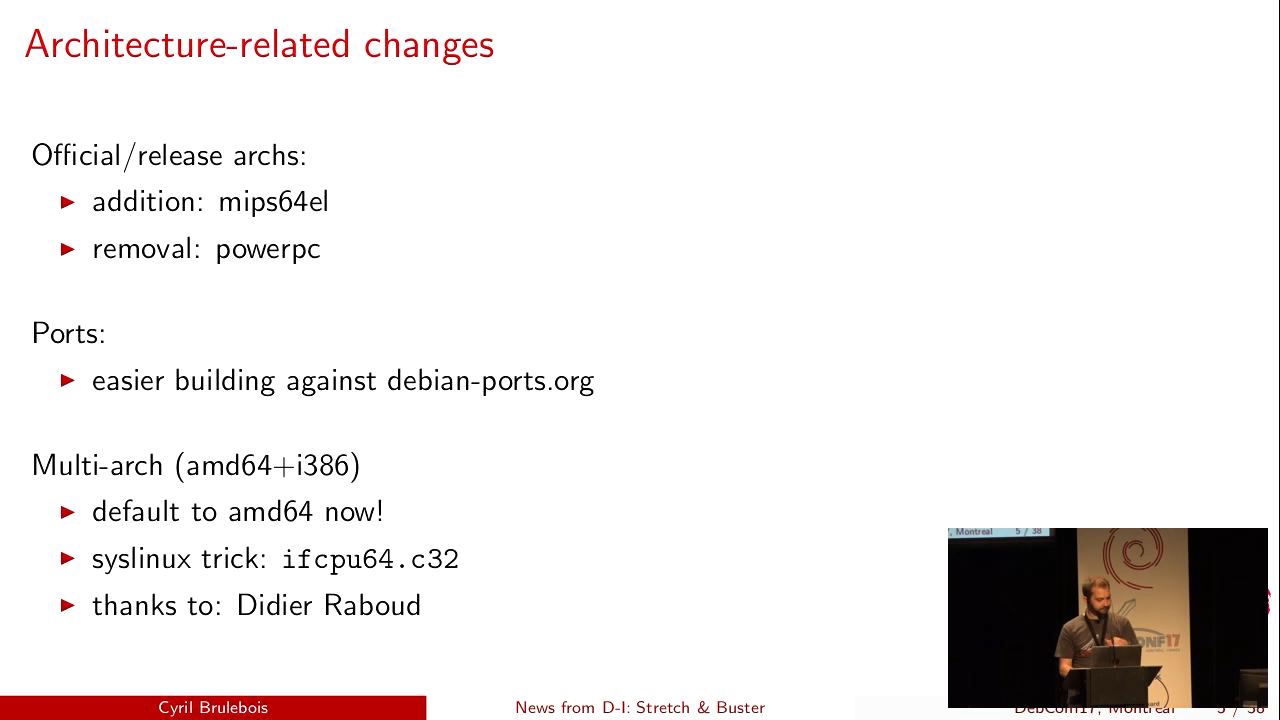 Architecture-related changes
Official/release archs:
addition: mips64el
removal: powerpc
Ports:
easier building against debian-ports.org
Multi-arch (amd64+i386)
default to amd64 now!
syslinux trick: ifcpu64.c32
thanks to: Didier Raboud
, Montreal 5 / 38
ONF17
Cyril Brulebois
News from D-I: Stretch & Buster
DebConf17, Montreal 5 / 38